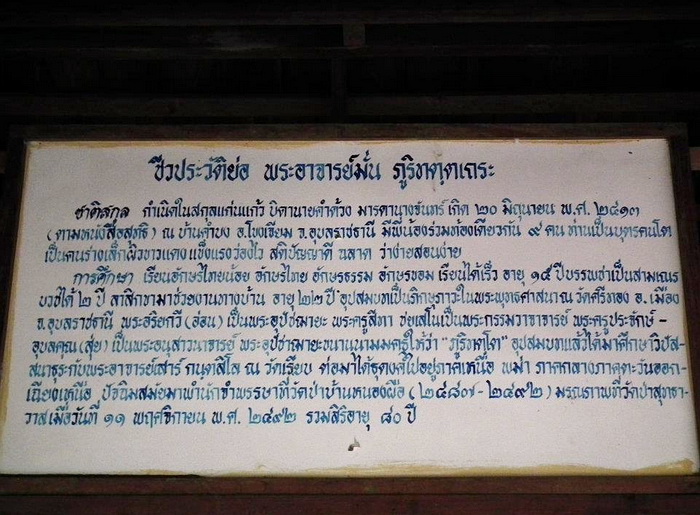 ชีวประวัติย่อ พระอาจารย์มั่น ภูริทตฺตเถระ
ชาติสกุล กำเนิดในสกุลแก่นแก้ว บิดานายคำด้วง มารดานางจันทร์ เกิด ๒๐ มิถุนายน พ.ศ. ๒๔๑๓
(ตามหนังสือสุทธิ) ณ บ้านคำบง อ.โขงเจียม จ.อุบลราชธานี มีพี่น้องร่วมท้องเดียวกัน ๙ คน ท่านเป็นบุตรคนโต
เป็นคนร่างเล็กผิวขาวแดง แข็งแรงว่องไว สติปัญญาดี ฉลาด ว่าง่ายสอนง่าย
การศึกษา เรียนอักษรไทยน้อย อักษรไทย อักษรธรรม อักษรขอม เรียนได้เร็ว อายุ ๑๕ ปี บรรพชาเป็นสามเณร
บวชได้ ๒ ปี ลาสิกขามาช่วยงานทางบ้าน อายุ ๒๒ ปี อุปสมบทเป็นภิกษุภาวะในพระพุทธศาสนา ณ วัดศรีทอง อ.เมือง
จ.อุบลราชธานี พระอริยกวี (อ่อน) เป็นพระอุปัชฌายะ พระครูสีทา ชยเสโน เป็นพระกรรมวาจาจารย์ พระครูประจักษ์-
อุบลคุณ (สุ่ย) เป็นพระอนุสาวนาจารย์ พระอุปัชฌายะขนานนามมคธให้ว่า "ภูริทตฺโต" อุปสมบทแล้วได้มาศึกษาวิปัส-
สนาธุระกับพระอาจารย์เสาร์ กนฺตสีโล ณ วัดเรียบ ต่อมาได้ธุดงค์ไปอยู่ภาคเหนือ พม่า ภาคกลาง ภาคตะวันออก-
เฉียงเหนือ ปัจฉิมสมัยมาพำนักจำพรรษาที่วัดป่าบ้านหนองผือ (๒๔๘๗-๒๔๙๒) มรณภาพที่วัดป่าสุทธา-
วาส เมื่อวันที่ ๑๑ พฤศจิกายน พ.ศ. ๒๔๙๒ รวมสิริอายุ ๘๐ ปี